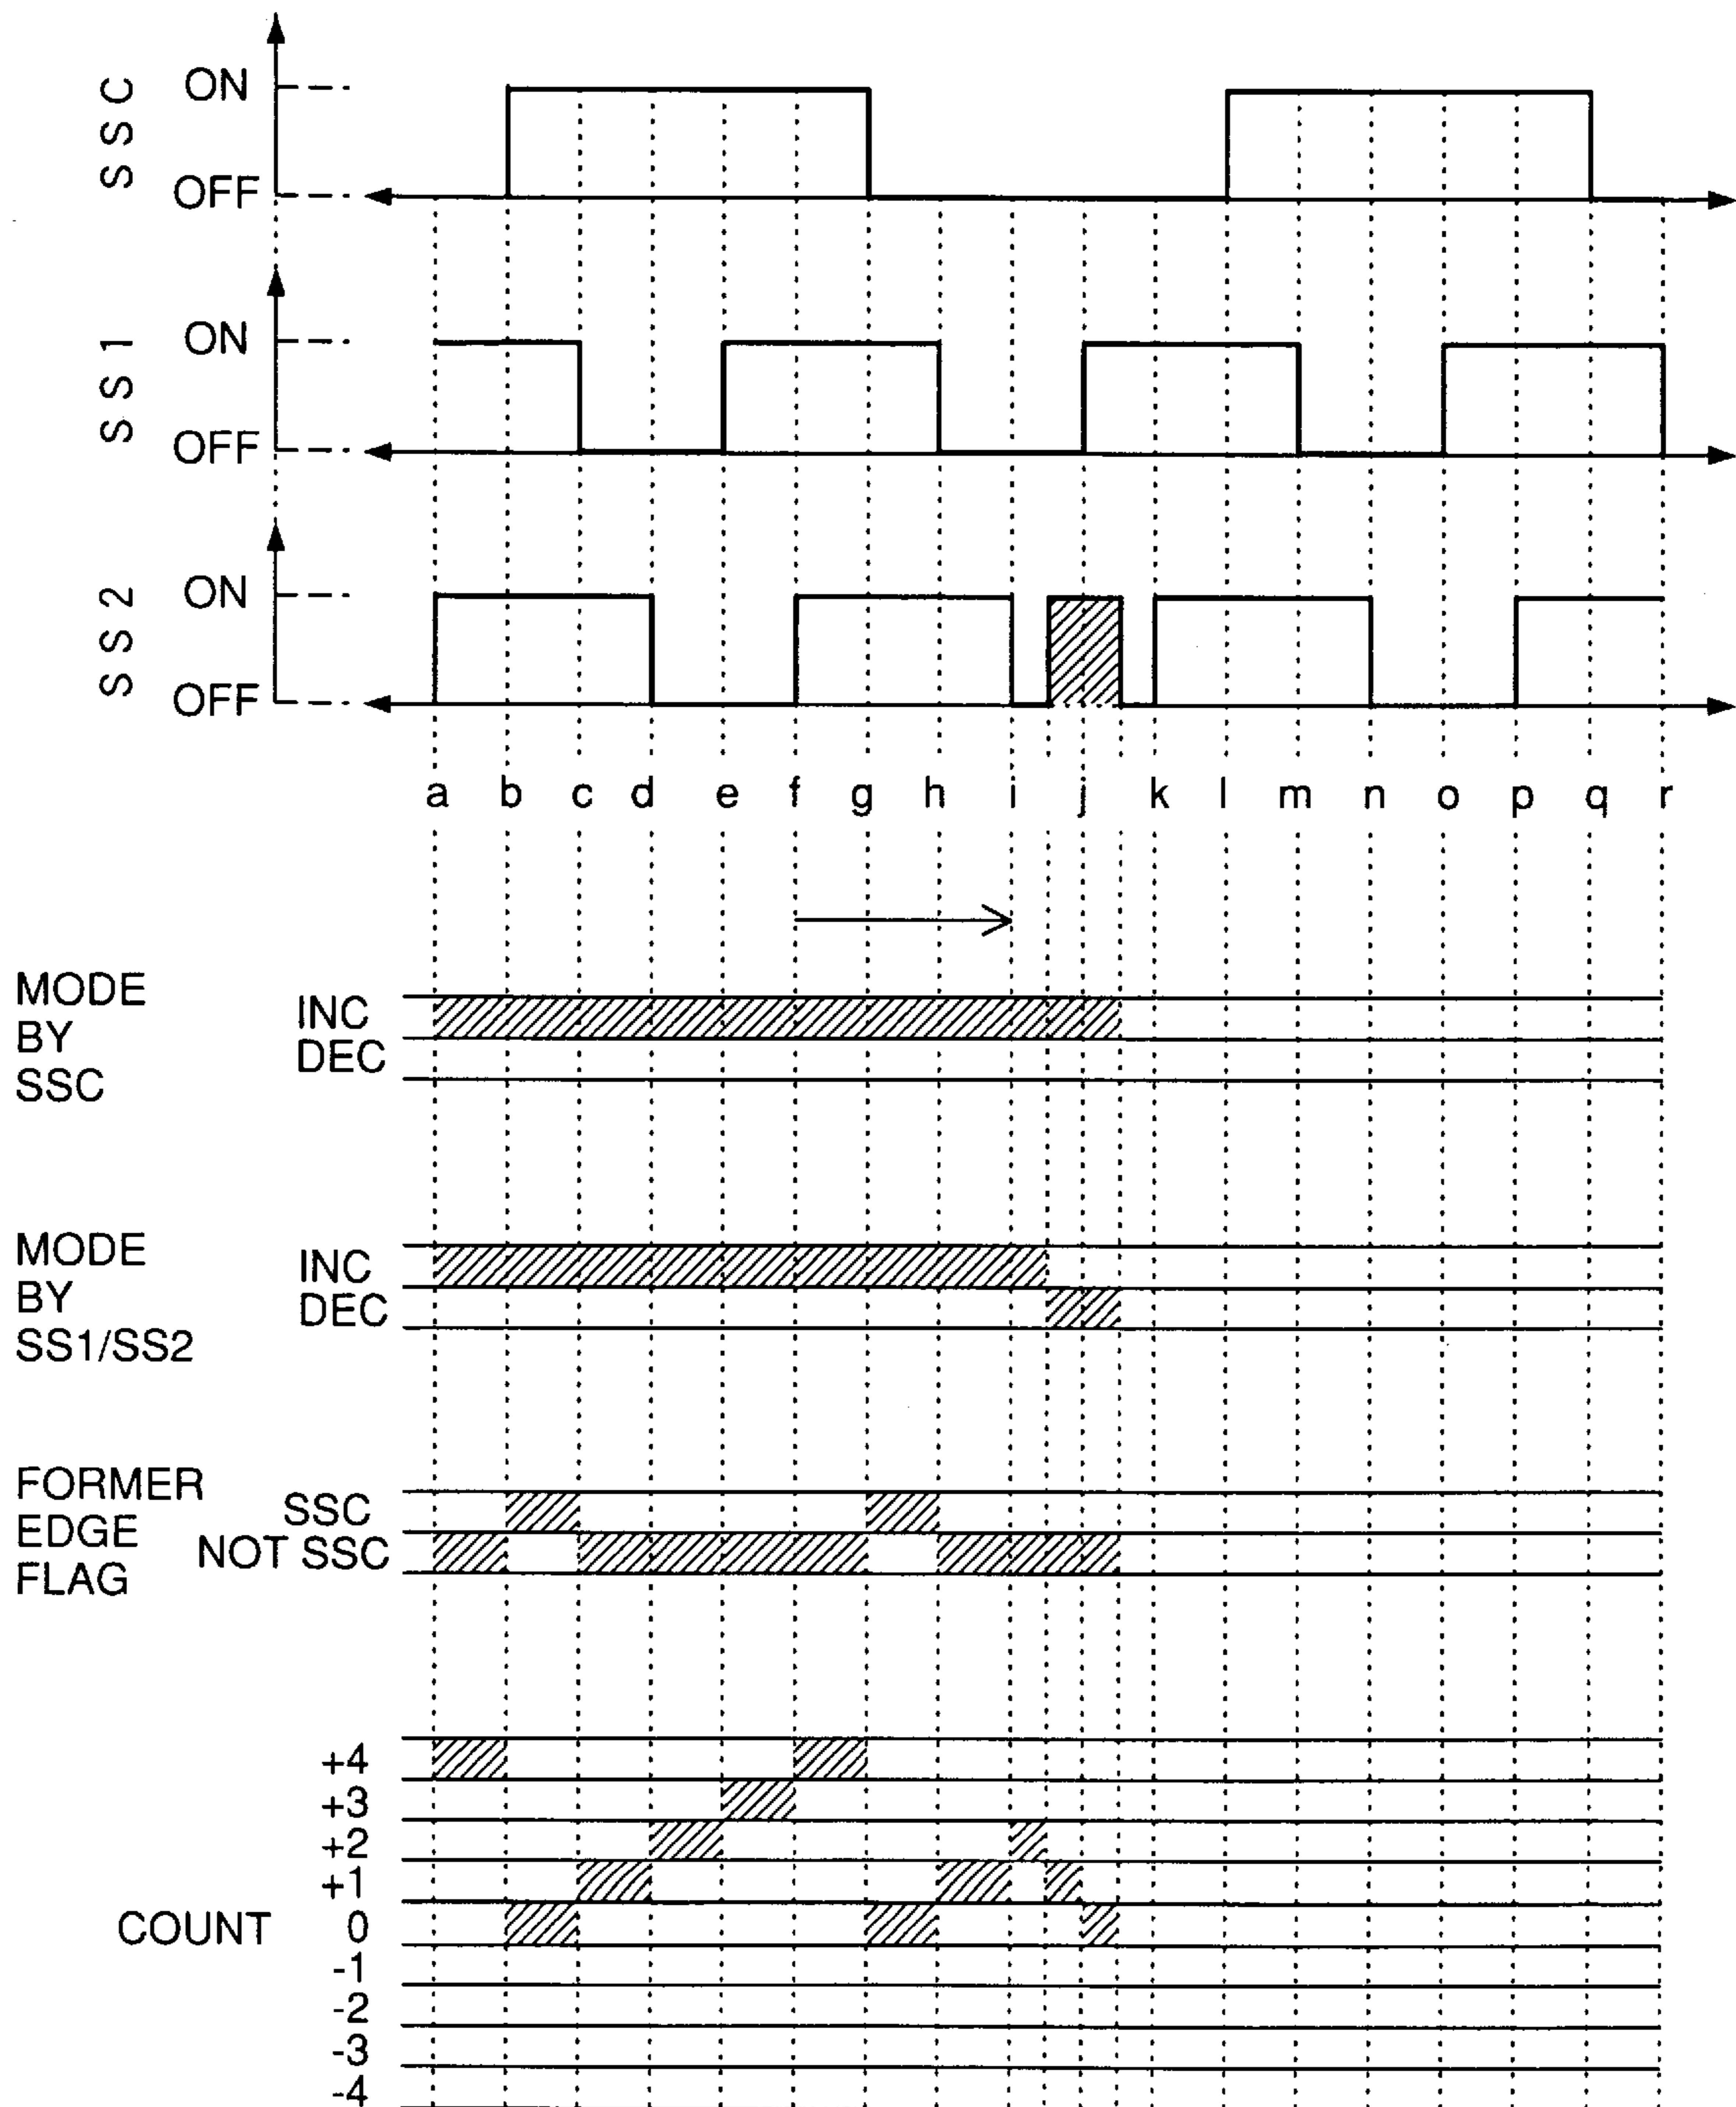 SSC
ON
OFF
SS1
ON
OFF
SS2
ON
OFF
a b c d e f g h i j k l m n o p q r
MODE
BY
SSC
INC
DEC
MODE
BY
SS1/SS2
INC
DEC
FORMER
EDGE
FLAG
SSC
NOT SSC
COUNT
+4
+3
+2
+1
0
-1
-2
-3
-4